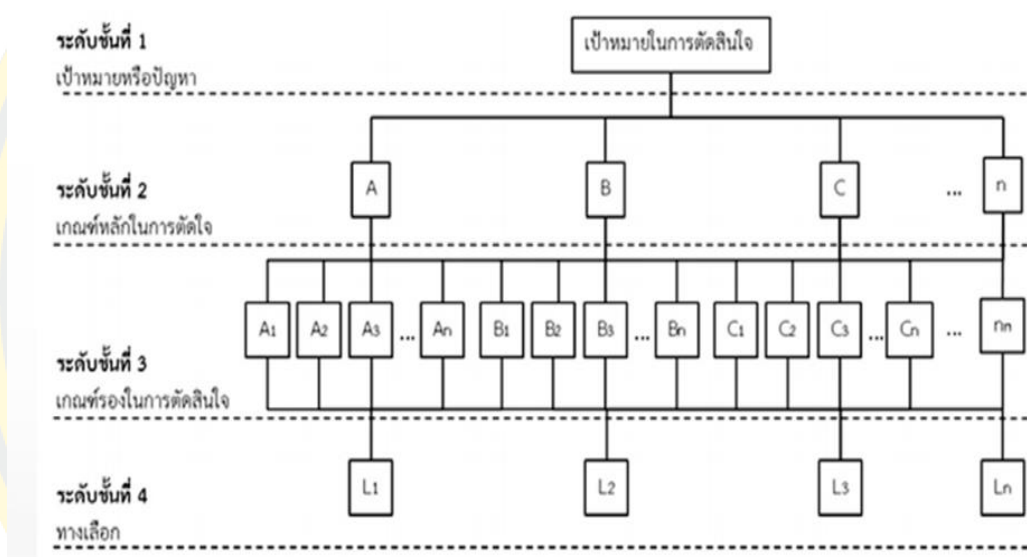 ระดับชั้นที่ 1
เป้าหมายหรือปัญหา
เป้าหมายในการตัดสินใจ
ระดับชั้นที่ 2
เกณฑ์หลักในการตัดใจ
A B C ... n
A1 A2 A3 ... An B1 B2 B3 ... Bn C1 C2 C3 ... Cn ... nn
ระดับชั้นที่ 3
เกณฑ์รองในการตัดสินใจ
L1 L2 L3 Ln
ระดับชั้นที่ 4
ทางเลือก